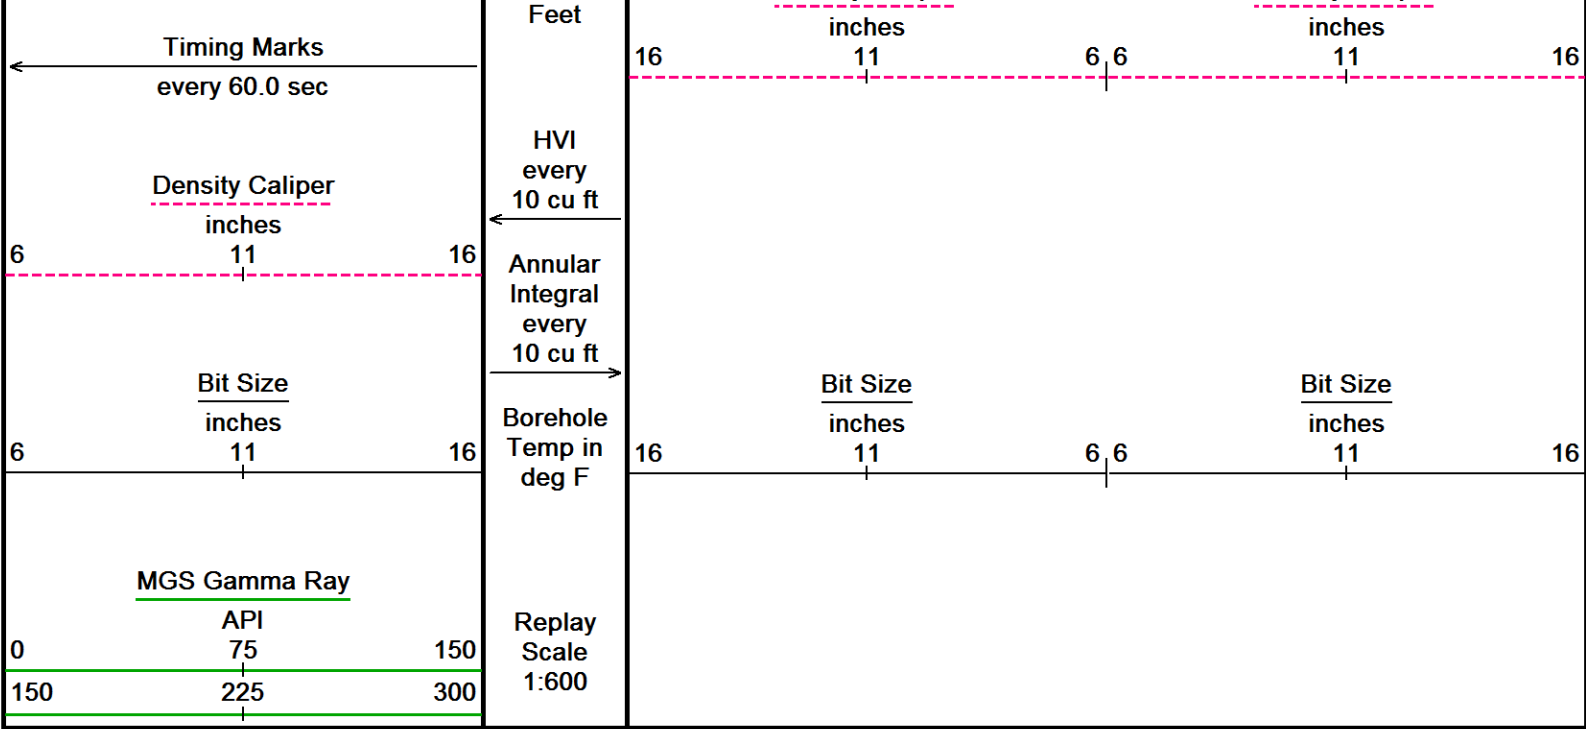 Timing Marks
every 60.0 sec
Density Caliper
inches
6 11 16
Bit Size
inches
6 11 16
MGS Gamma Ray
API
0 75 150
150 225 300
Feet
HVI
every
10 cu ft
Annular
Integral
every
10 cu ft
Borehole
Temp in
deg F
Replay
Scale
1:600
inches
16 11 6
inches
6 11 16
Bit Size
inches
16 11 6
Bit Size
inches
6 11 16